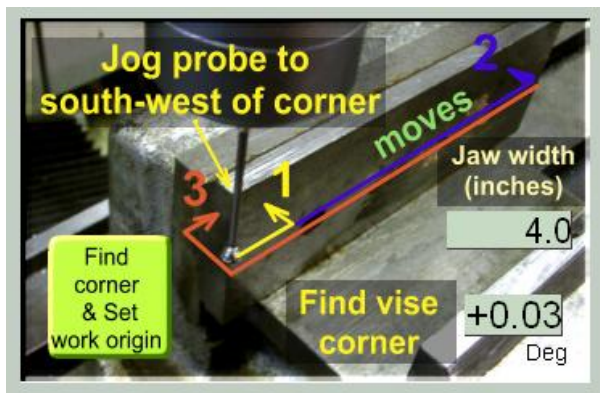 Jog probe to
south-west of corner
2
moves
3
1
Jaw width
(inches)
4.0
Find
corner
& Set
work origin
Find vise
corner
+0.03
Deg